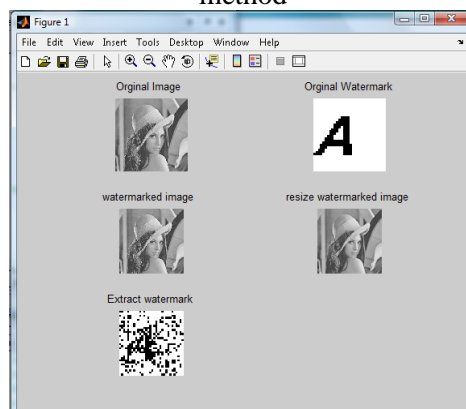 method
Figure 1
File Edit View Insert Tools Desktop Window Help
Orginal Image
Orginal Watermark
A
watermarked image
resize watermarked image
Extract watermark
A